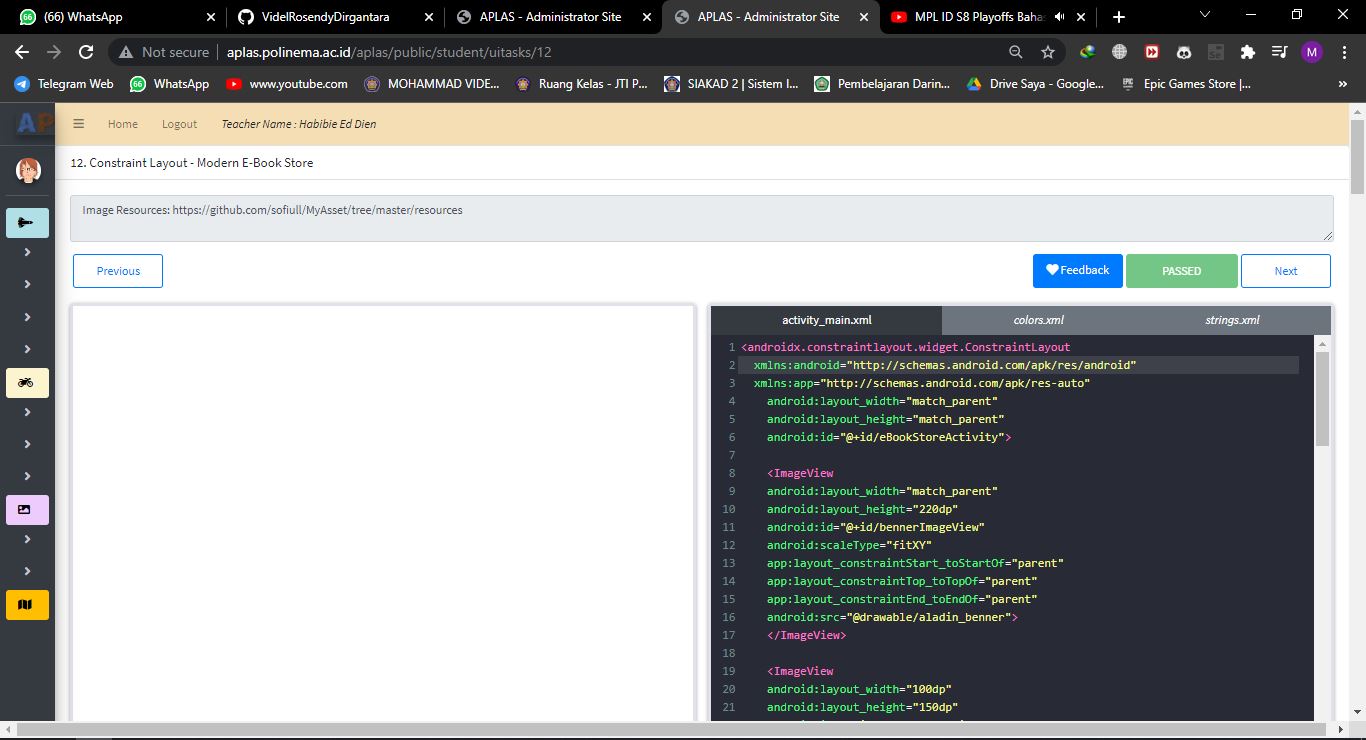 (66) WhatsApp
VidelRosendyDirgantara
APLAS - Administrator Site
APLAS - Administrator Site
MPL ID S8 Playoffs Baha
Not secure
aplas.polinema.ac.id/aplas/public/student/uitasks/12
M
Telegram Web
66 WhatsApp
www.youtube.com
MOHAMMAD VIDE...
Ruang Kelas - JTI P...
SIAKAD 2 | Sistem I...
Pembelajaran Darin...
Drive Saya - Google...
Epic Games Store |...
»
AP
Home
Logout
Teacher Name : Habibie Ed Dien
12. Constraint Layout - Modern E-Book Store
Image Resources: https://github.com/sofiull/MyAsset/tree/master/resources
Previous
Feedback
PASSED
Next
activity_main.xml
colors.xml
strings.xml
1 <androidx.constraintlayout.widget.ConstraintLayout
2 xmlns:android="http://schemas.android.com/apk/res/android"
3 xmlns:app="http://schemas.android.com/apk/res-auto"
4 android:layout_width="match_parent"
5 android:layout_height="match_parent"
6 android:id="@+id/eBookStoreActivity">
7
8 <ImageView
9 android:layout_width="match_parent"
10 android:layout_height="220dp"
11 android:id="@+id/bennerImageView"
12 android:scaleType="fitXY"
13 app:layout_constraintStart_toStartOf="parent"
14 app:layout_constraintTop_toTopOf="parent"
15 app:layout_constraintEnd_toEndOf="parent"
16 android:src="@drawable/aladin_benner">
17 </ImageView>
18
19 <ImageView
20 android:layout_width="100dp"
21 android:layout_height="150dp"